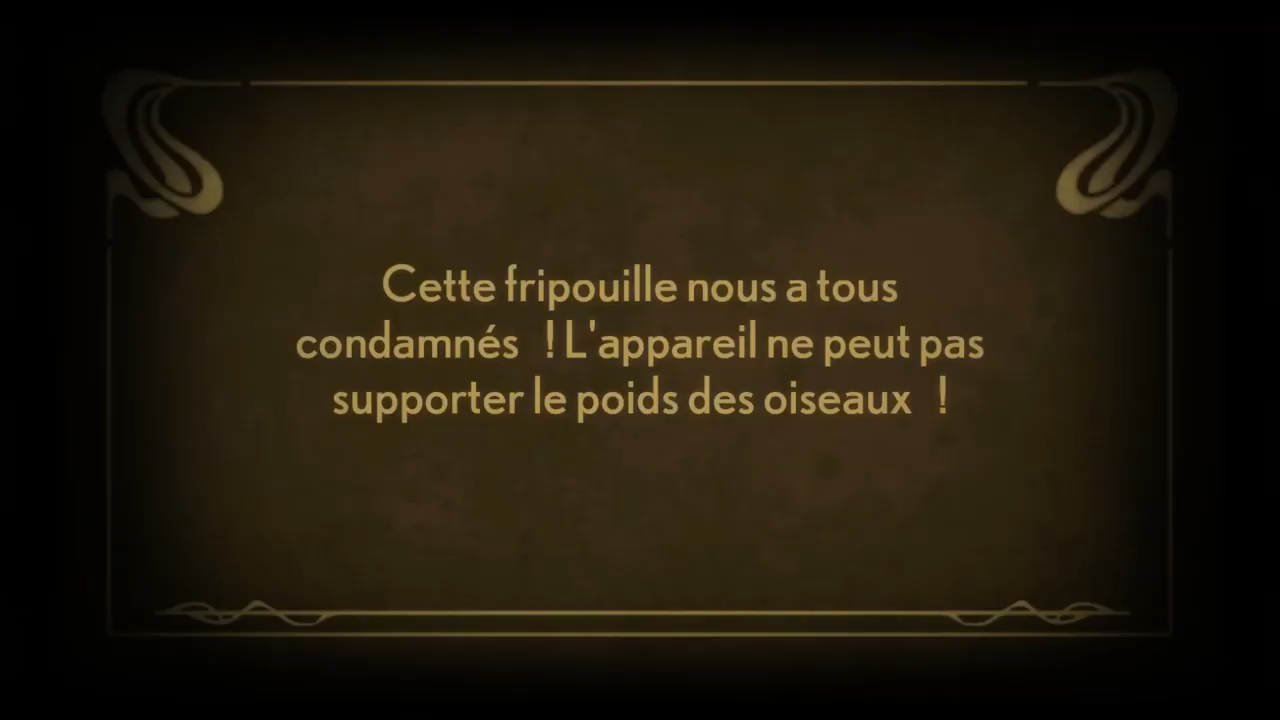 Cette fripouille nous a tous
condamnés ! L'appareil ne peut pas
supporter le poids des oiseaux !